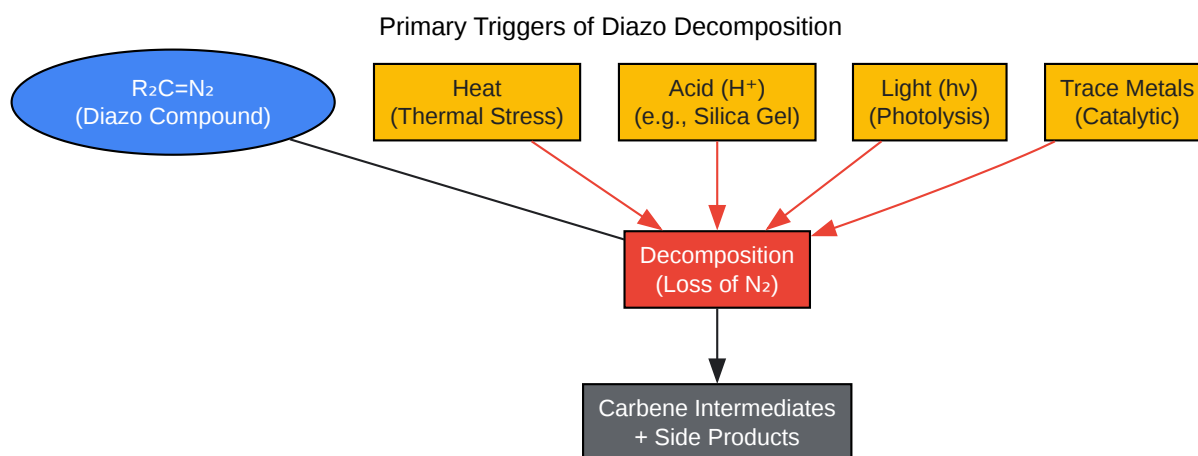 Primary Triggers of Diazo Decomposition
R₂C=N₂
(Diazo Compound)
Heat
(Thermal Stress)
Acid (H⁺)
(e.g., Silica Gel)
Light (hν)
(Photolysis)
Trace Metals
(Catalytic)
Decomposition
(Loss of N₂)
Carbene Intermediates
+ Side Products